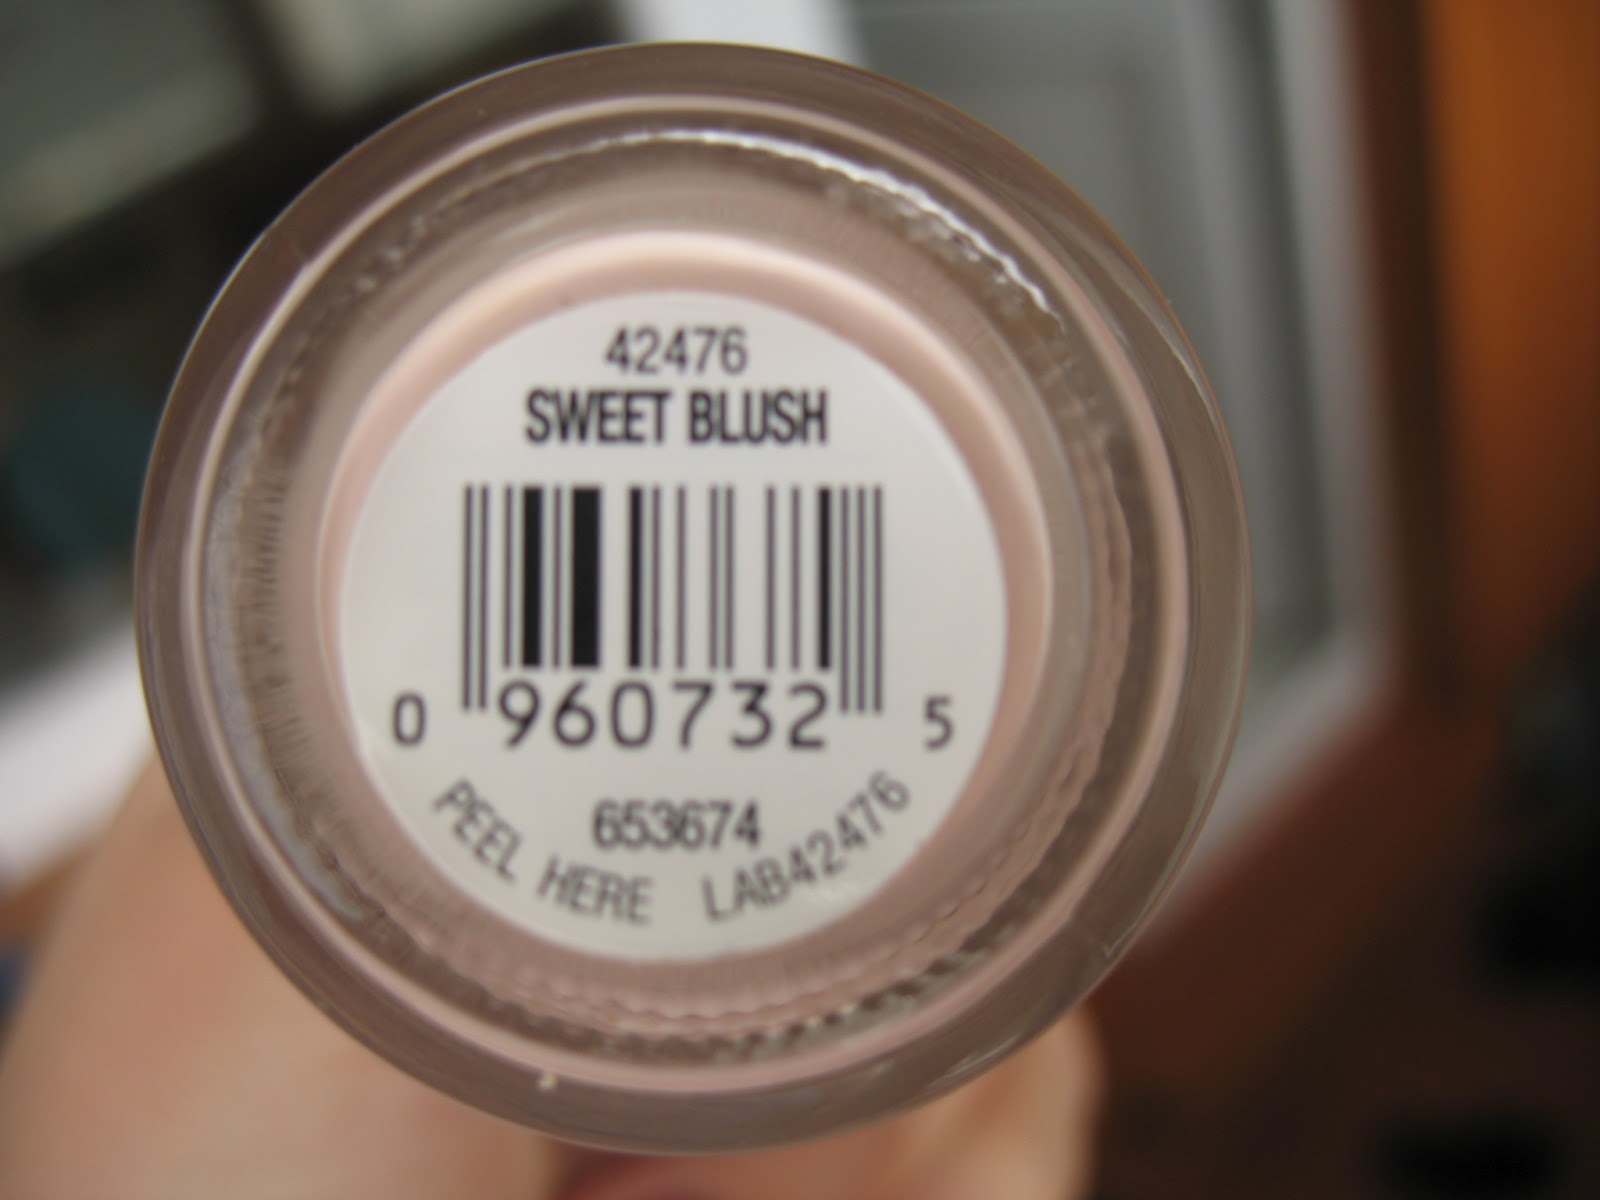 42476
SWEET BLUSH
0 960732 5
653674
PEEL HERE LAB42476